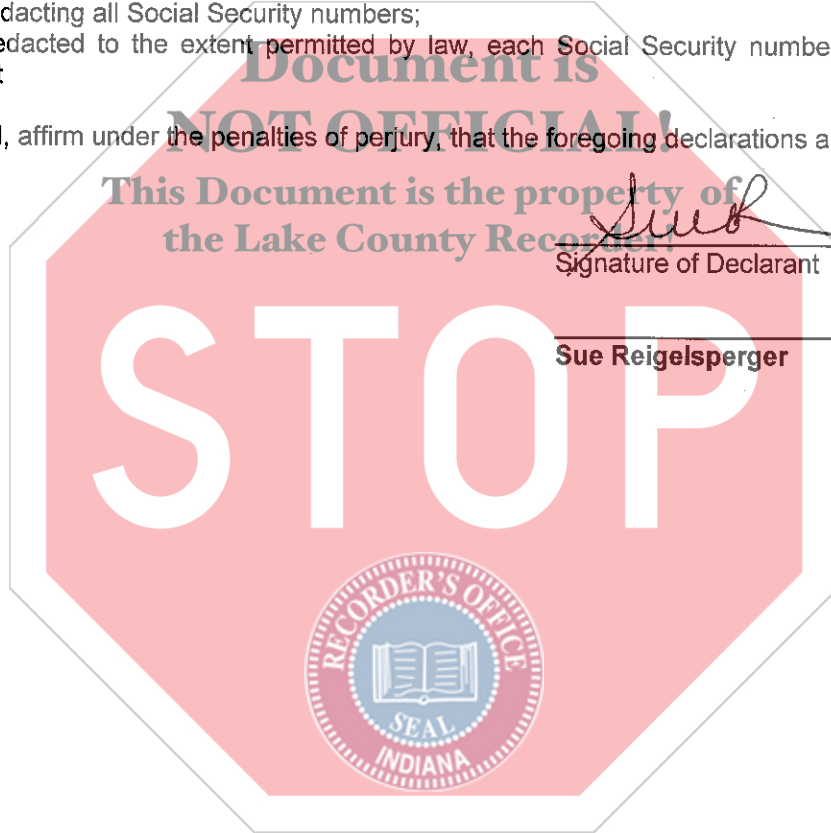 dacting all Social Security numbers;
edacted to the extent permitted by law, each Social Security numbe
t
Document is
NOT OFFICIAL!
I, affirm under the penalties of perjury, that the foregoing declarations a
This Document is the property of
the Lake County Recorder!
Signature of Declarant
Sue Reigelsperger
STOP
RECORDER'S OFFICE
SEAL
INDIANA